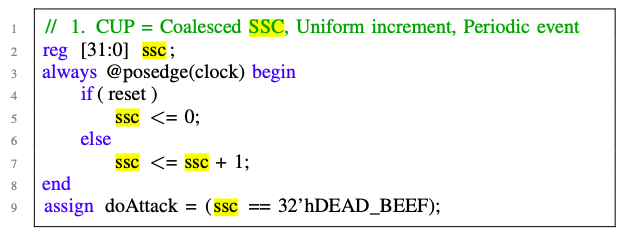 1 // 1. CUP = Coalesced SSC, Uniform increment, Periodic event
2 reg [31:0] ssc;
3 always @posedge(clock) begin
4 if(reset)
5 ssc <= 0;
6 else
7 ssc <= ssc + 1;
8 end
9 assign doAttack = (ssc == 32'hDEAD_BEEF);